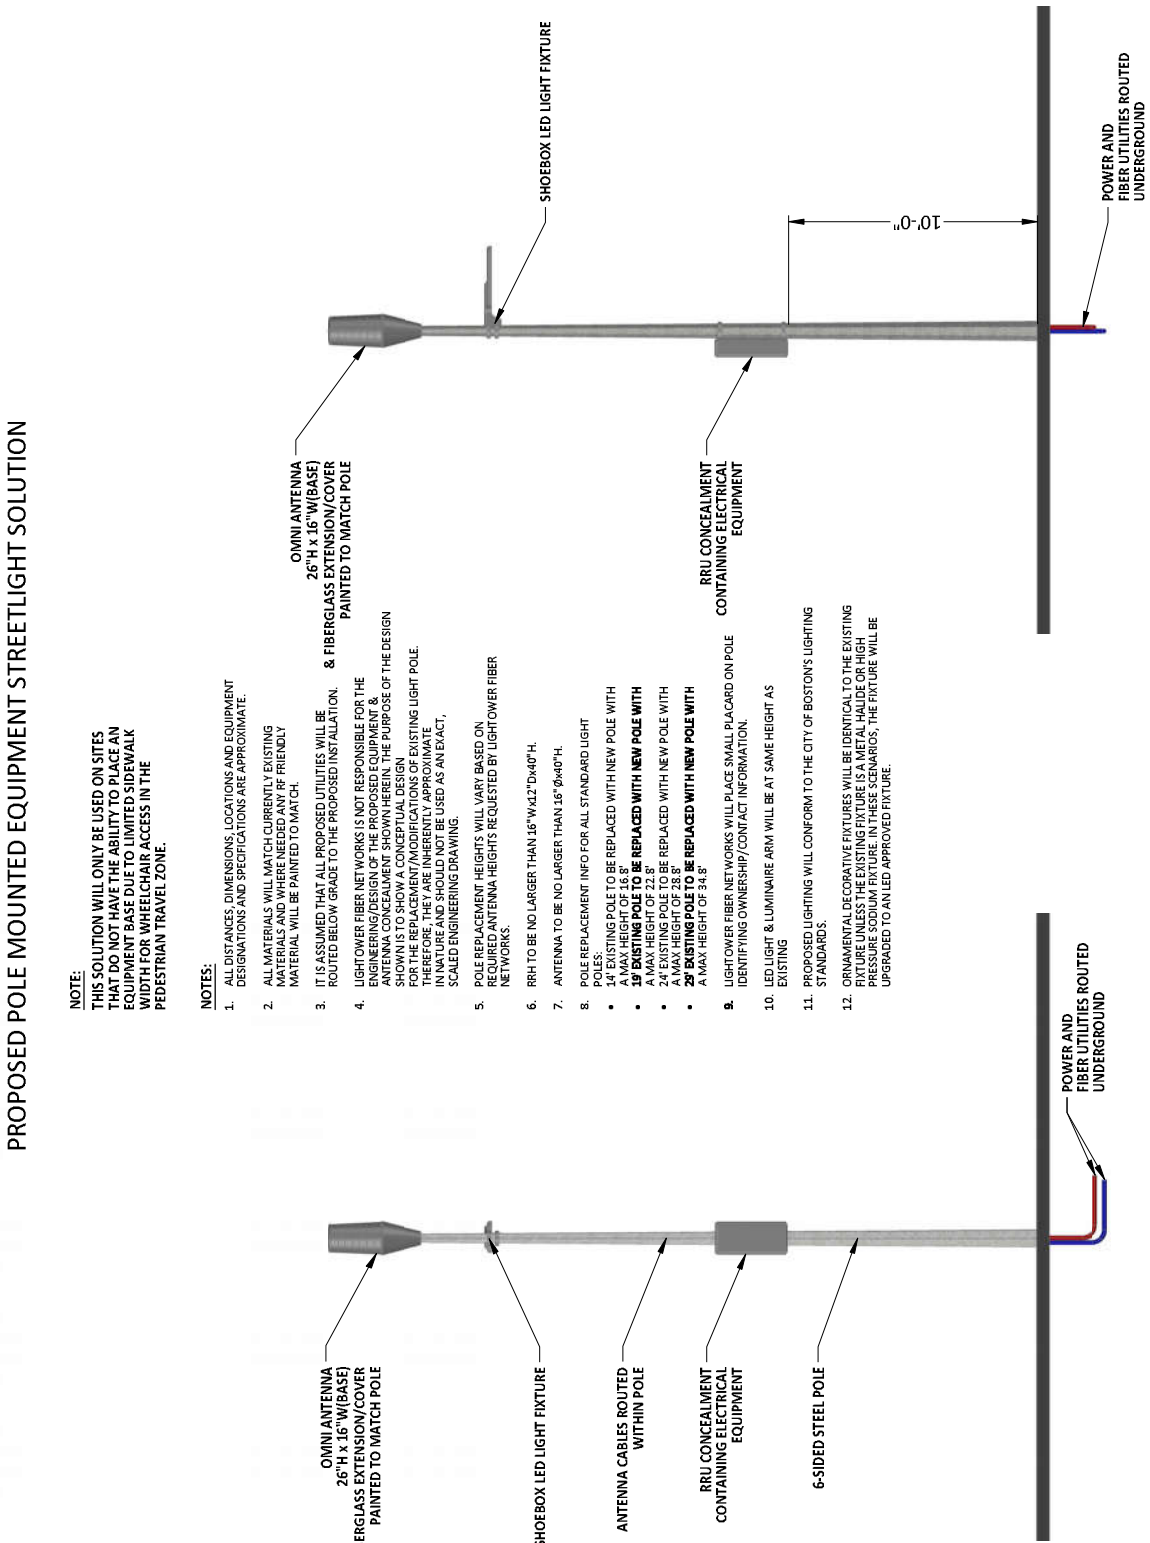 PROPOSED POLE MOUNTED EQUIPMENT STREETLIGHT SOLUTION
NOTE:
THIS SOLUTION WILL ONLY BE USED ON SITES
THAT DO NOT HAVE THE ABILITY TO PLACE AN
EQUIPMENT BASE DUE TO LIMITED SIDEWALK
WIDTH FOR WHEELCHAIR ACCESS IN THE
PEDESTRIAN TRAVEL ZONE.
NOTES:
1. ALL DISTANCES, DIMENSIONS, LOCATIONS AND EQUIPMENT
DESIGNATIONS AND SPECIFICATIONS ARE APPROXIMATE.
2. ALL MATERIALS WILL MATCH CURRENTLY EXISTING
MATERIALS AND WHERE NEEDED ANY RF FRIENDLY
MATERIAL WILL BE PAINTED TO MATCH.
3. IT IS ASSUMED THAT ALL PROPOSED UTILITIES WILL BE
ROUTED BELOW GRADE TO THE PROPOSED INSTALLATION.
4. LIGHTOWER FIBER NETWORKS IS NOT RESPONSIBLE FOR THE
ENGINEERING/DESIGN OF THE PROPOSED EQUIPMENT &
ANTENNA CONCEALMENT SHOWN HEREIN. THE PURPOSE OF THE DESIGN
SHOWN IS TO SHOW A CONCEPTUAL DESIGN
FOR THE REPLACEMENT/MODIFICATIONS OF EXISTING LIGHT POLE.
THEREFORE, THEY ARE INHERENTLY APPROXIMATE
IN NATURE AND SHOULD NOT BE USED AS AN EXACT,
SCALED ENGINEERING DRAWING.
5. POLE REPLACEMENT HEIGHTS WILL VARY BASED ON
REQUIRED ANTENNA HEIGHTS REQUESTED BY LIGHTOWER FIBER
NETWORKS.
6. RRH TO BE NO LARGER THAN 16"Wx12"Dx40"H.
7. ANTENNA TO BE NO LARGER THAN 16"Øx40"H.
8. POLE REPLACEMENT INFO FOR ALL STANDARD LIGHT
POLES:
• 14' EXISTING POLE TO BE REPLACED WITH NEW POLE WITH
A MAX HEIGHT OF 16.8'
• 19' EXISTING POLE TO BE REPLACED WITH NEW POLE WITH
A MAX HEIGHT OF 22.8'
• 24' EXISTING POLE TO BE REPLACED WITH NEW POLE WITH
A MAX HEIGHT OF 28.8'
• 29' EXISTING POLE TO BE REPLACED WITH NEW POLE WITH
A MAX HEIGHT OF 34.8'
9. LIGHTOWER FIBER NETWORKS WILL PLACE SMALL PLACARD ON POLE
IDENTIFYING OWNERSHIP/CONTACT INFORMATION.
10. LED LIGHT & LUMINAIRE ARM WILL BE AT SAME HEIGHT AS
EXISTING
11. PROPOSED LIGHTING WILL CONFORM TO THE CITY OF BOSTON'S LIGHTING
STANDARDS.
12. ORNAMENTAL DECORATIVE FIXTURES WILL BE IDENTICAL TO THE EXISTING
FIXTURE UNLESS THE EXISTING FIXTURE IS A METAL HALIDE OR HIGH
PRESSURE SODIUM FIXTURE. IN THESE SCENARIOS, THE FIXTURE WILL BE
UPGRADED TO AN LED APPROVED FIXTURE.
OMNI ANTENNA
26"H x 16"W(BASE)
ERGLASS EXTENSION/COVER
PAINTED TO MATCH POLE
SHOEBOX LED LIGHT FIXTURE
ANTENNA CABLES ROUTED
WITHIN POLE
RRU CONCEALMENT
CONTAINING ELECTRICAL
EQUIPMENT
6-SIDED STEEL POLE
POWER AND
FIBER UTILITIES ROUTED
UNDERGROUND
OMNI ANTENNA
26"H x 16"W(BASE)
& FIBERGLASS EXTENSION/COVER
PAINTED TO MATCH POLE
SHOEBOX LED LIGHT FIXTURE
RRU CONCEALMENT
CONTAINING ELECTRICAL
EQUIPMENT
10'-0"
POWER AND
FIBER UTILITIES ROUTED
UNDERGROUND